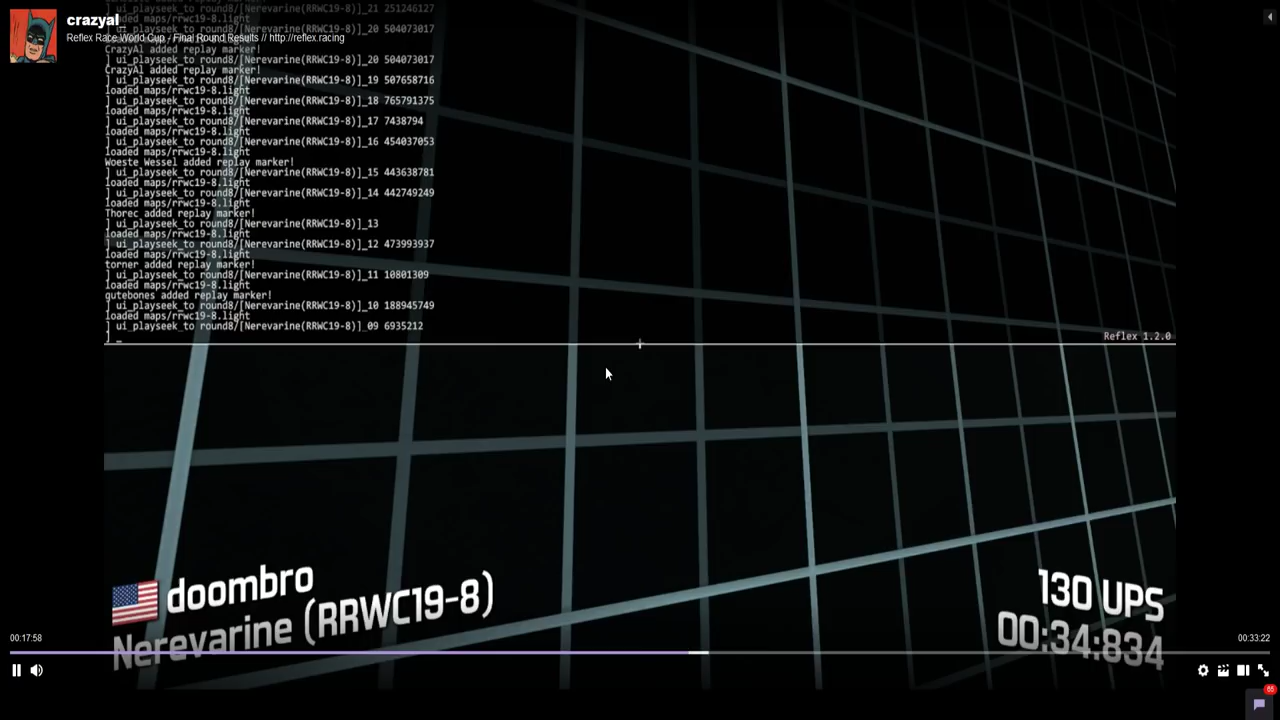 crazyal_
Reflex Race World Cup - Final Round Results // http://reflex.racing
] ui_playseek_to round8/[Nerevarine(RRWC19-8)]_21 251246127
loaded maps/rrwc19-8.light
] ui_playseek_to round8/[Nerevarine(RRWC19-8)]_20 504073017
loaded maps/rrwc19-8.light
CrazyAl added replay marker!
] ui_playseek_to round8/[Nerevarine(RRWC19-8)]_20 504073017
CrazyAl added replay marker!
] ui_playseek_to round8/[Nerevarine(RRWC19-8)]_19 507658716
loaded maps/rrwc19-8.light
] ui_playseek_to round8/[Nerevarine(RRWC19-8)]_18 765791375
loaded maps/rrwc19-8.light
] ui_playseek_to round8/[Nerevarine(RRWC19-8)]_17 7438794
loaded maps/rrwc19-8.light
] ui_playseek_to round8/[Nerevarine(RRWC19-8)]_16 454037053
loaded maps/rrwc19-8.light
Woeste Wessel added replay marker!
] ui_playseek_to round8/[Nerevarine(RRWC19-8)]_15 443638781
loaded maps/rrwc19-8.light
] ui_playseek_to round8/[Nerevarine(RRWC19-8)]_14 442749249
loaded maps/rrwc19-8.light
Thorec added replay marker!
] ui_playseek_to round8/[Nerevarine(RRWC19-8)]_13
loaded maps/rrwc19-8.light
] ui_playseek_to round8/[Nerevarine(RRWC19-8)]_12 473993937
loaded maps/rrwc19-8.light
torner added replay marker!
] ui_playseek_to round8/[Nerevarine(RRWC19-8)]_11 10801309
loaded maps/rrwc19-8.light
qutebones added replay marker!
] ui_playseek_to round8/[Nerevarine(RRWC19-8)]_10 188945749
loaded maps/rrwc19-8.light
] ui_playseek_to round8/[Nerevarine(RRWC19-8)]_09 6935212
] _
Reflex 1.2.0
doombro
Nerevarine (RRWC19-8)
130 UPS
00:34:834
00:17:58
00:33:22
65